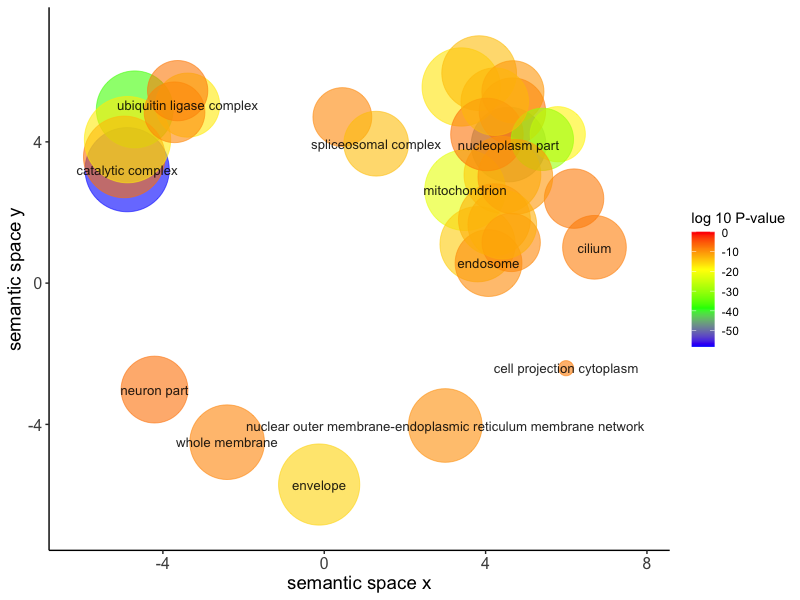 ubiquitin ligase complex
4
spliceosomal complex
nucleoplasm part
catalytic complex
mitochondrion
log 10 P-value
0
-10
-20
-30
-40
-50
semantic space y
0
endosome
cilium
cell projection cytoplasm
neuron part
-4
nuclear outer membrane-endoplasmic reticulum membrane network
whole membrane
envelope
-4
0
4
8
semantic space x